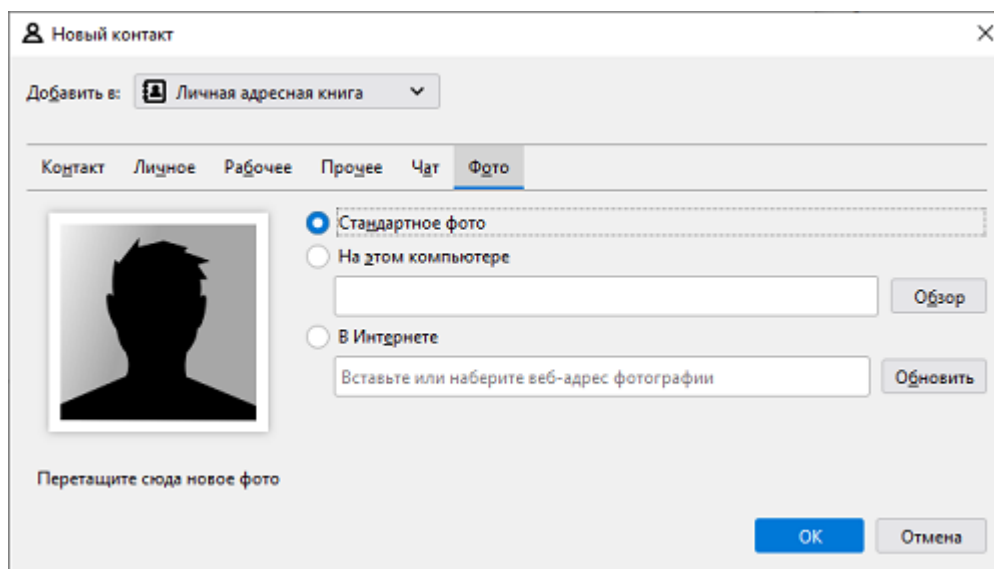 Новый контакт
Добавить в: Личная адресная книга
Контакт Личное Рабочее Прочее Чат Фото
Стандартное фото
На этом компьютере
Обзор
В Интернете
Вставьте или наберите веб-адрес фотографии Обновить
Перетащите сюда новое фото
ОК Отмена